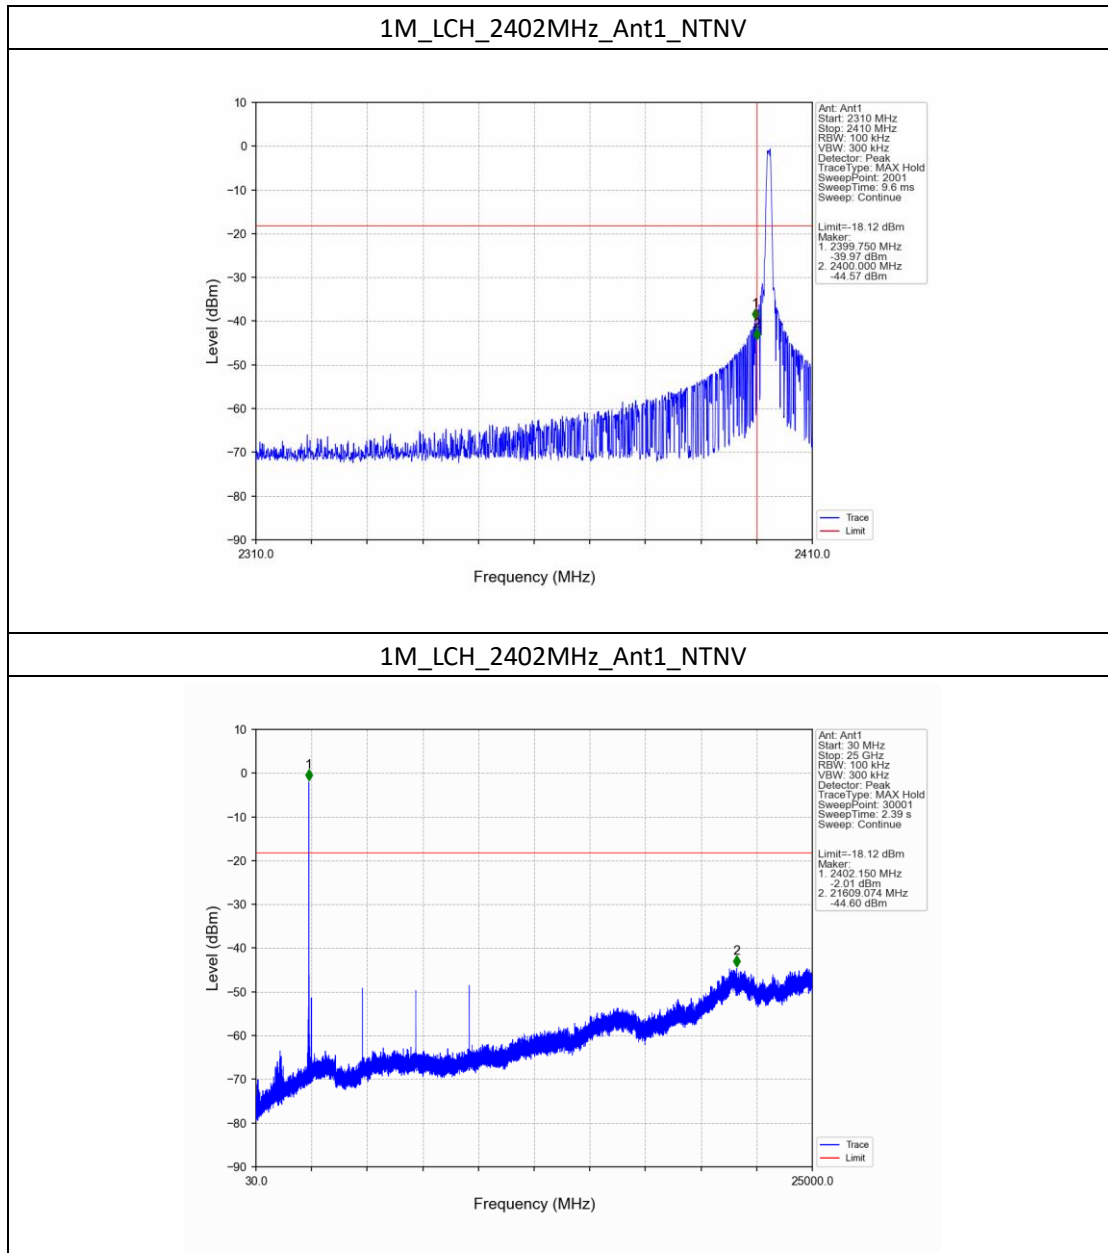 1M_LCH_2402MHz_Ant1_NTNV
10
0
−10
−20
−30
−40
−50
−60
−70
−80
−90
Level (dBm)
2310.0
2410.0
Frequency (MHz)
1
2
Ant: Ant1
Start: 2310 MHz
Stop: 2410 MHz
RBW: 100 kHz
VBW: 300 kHz
Detector: Peak
TraceType: MAX Hold
SweepPoint: 2001
SweepTime: 9.6 ms
Sweep: Continue
Limit=-18.12 dBm
Maker:
1. 2399.750 MHz
-39.97 dBm
2. 2400.000 MHz
-44.57 dBm
Trace
Limit
1M_LCH_2402MHz_Ant1_NTNV
10
0
−10
−20
−30
−40
−50
−60
−70
−80
−90
Level (dBm)
30.0
25000.0
Frequency (MHz)
1
2
Ant: Ant1
Start: 30 MHz
Stop: 25 GHz
RBW: 100 kHz
VBW: 300 kHz
Detector: Peak
TraceType: MAX Hold
SweepPoint: 30001
SweepTime: 2.39 s
Sweep: Continue
Limit=-18.12 dBm
Maker:
1. 2402.150 MHz
-2.01 dBm
2. 21609.074 MHz
-44.60 dBm
Trace
Limit